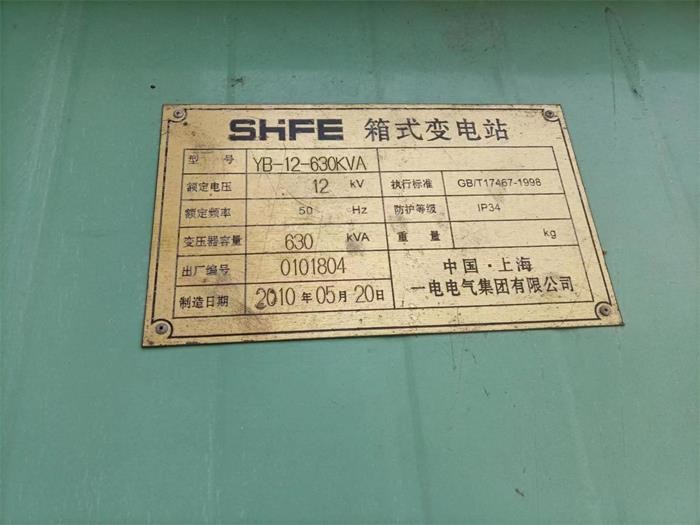 SHFE 箱式变电站
型 号 YB-12-630KVA
额定电压 12 kV 执行标准 GB/T17467-1998
额定频率 50 Hz 防护等级 IP34
变压器容量 630 kVA 重 量 kg
出厂编号 0101804 中国·上海
制造日期 2010年05月20日 一电电气集团有限公司